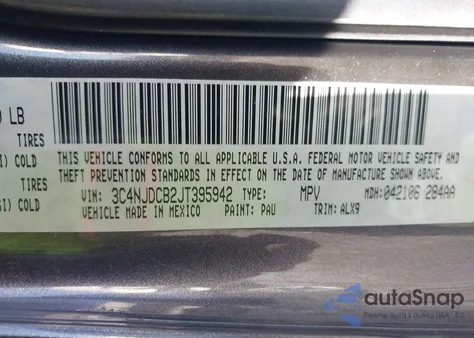 LB
TIRES
COLD
TIRES
COLD
THIS VEHICLE CONFORMS TO ALL APPLICABLE U.S.A. FEDERAL MOTOR VEHICLE SAFETY AND
THEFT PREVENTION STANDARDS IN EFFECT ON THE DATE OF MANUFACTURE SHOWN ABOVE.
VIN: 3C4NJDCB2JT395942 TYPE: MPV MDH: 042106 284AA
VEHICLE MADE IN MEXICO PAINT: PAU TRIM: ALX9
autoSnap